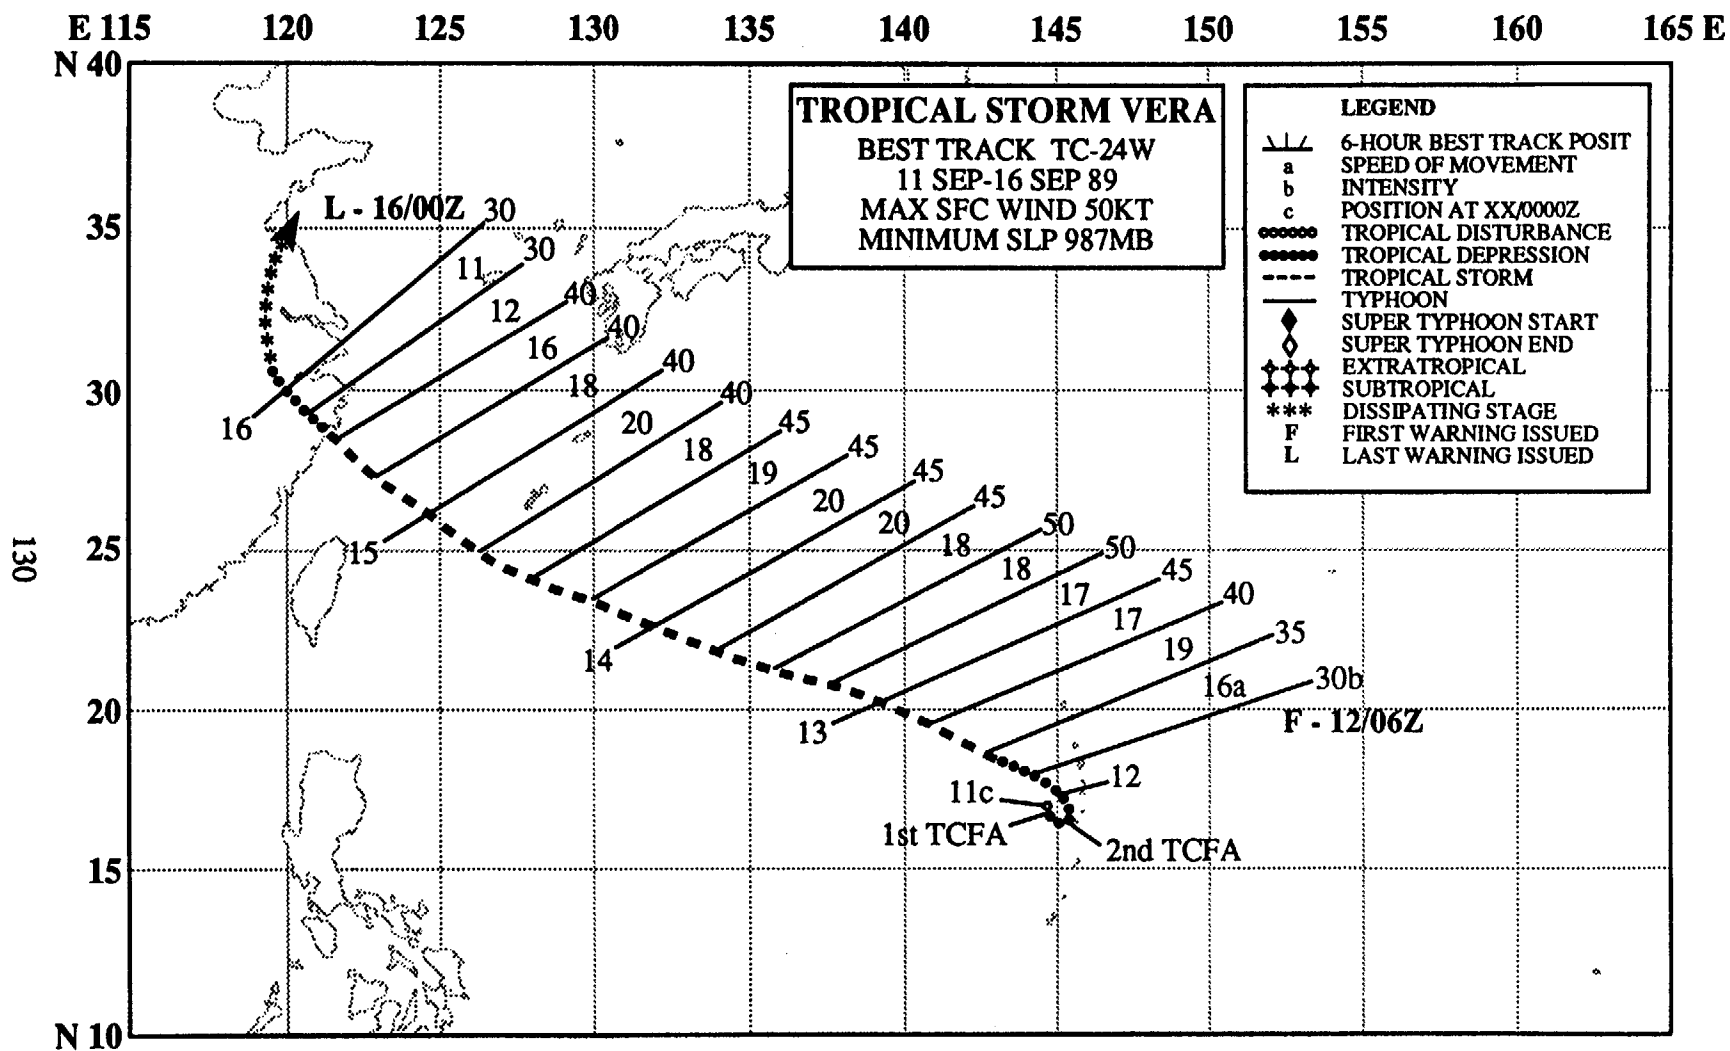 E 115 120 125 130 135 140 145 150 155 160 165 E
N 40
35
30
25
20
15
N 10
TROPICAL STORM VERA
BEST TRACK TC-24W
11 SEP-16 SEP 89
MAX SFC WIND 50KT
MINIMUM SLP 987MB
LEGEND
6-HOUR BEST TRACK POSIT
a SPEED OF MOVEMENT
b INTENSITY
c POSITION AT XX/0000Z
TROPICAL DISTURBANCE
TROPICAL DEPRESSION
TROPICAL STORM
TYPHOON
SUPER TYPHOON START
SUPER TYPHOON END
EXTRATROPICAL
SUBTROPICAL
*** DISSIPATING STAGE
F FIRST WARNING ISSUED
L LAST WARNING ISSUED
L - 16/00Z
30
30
40
40
40
40
45
45
45
45
50
50
45
40
35
30b
11
12
16
18
20
18
19
20
20
18
18
17
17
19
16a
F - 12/06Z
16
15
14
13
12
11c
1st TCFA
2nd TCFA
130